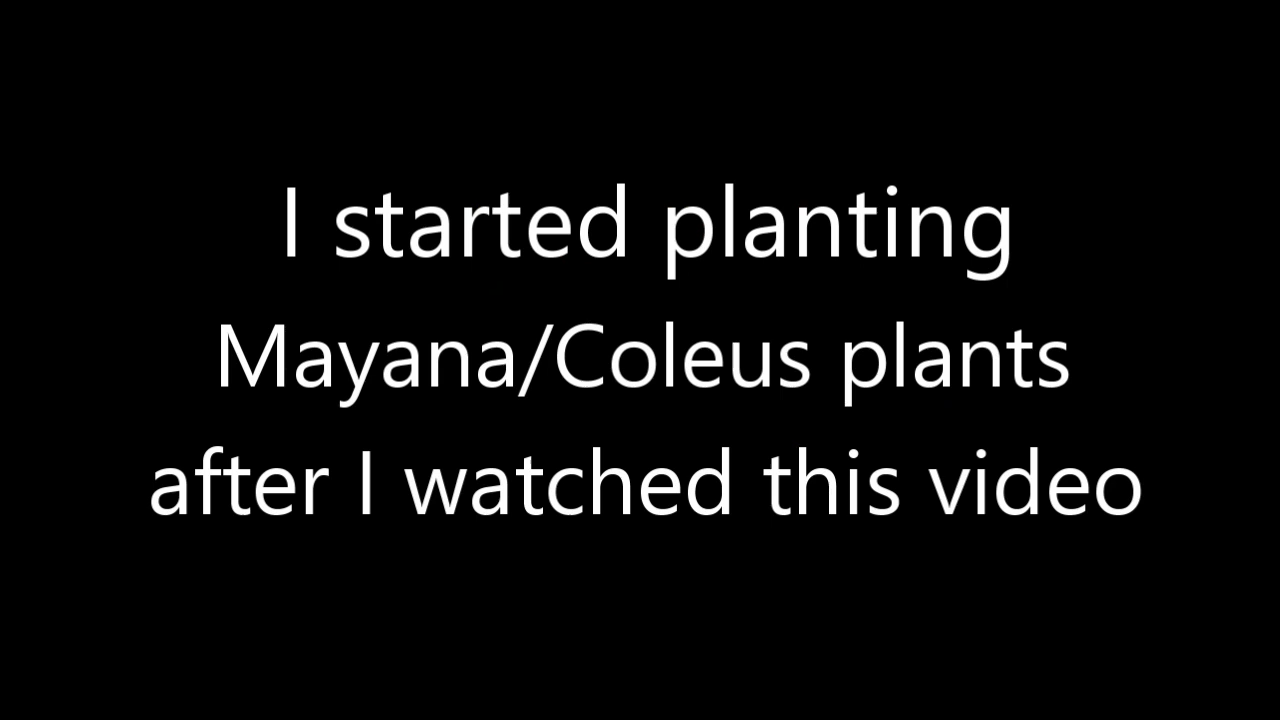 I started planting
Mayana/Coleus plants
after I watched this video